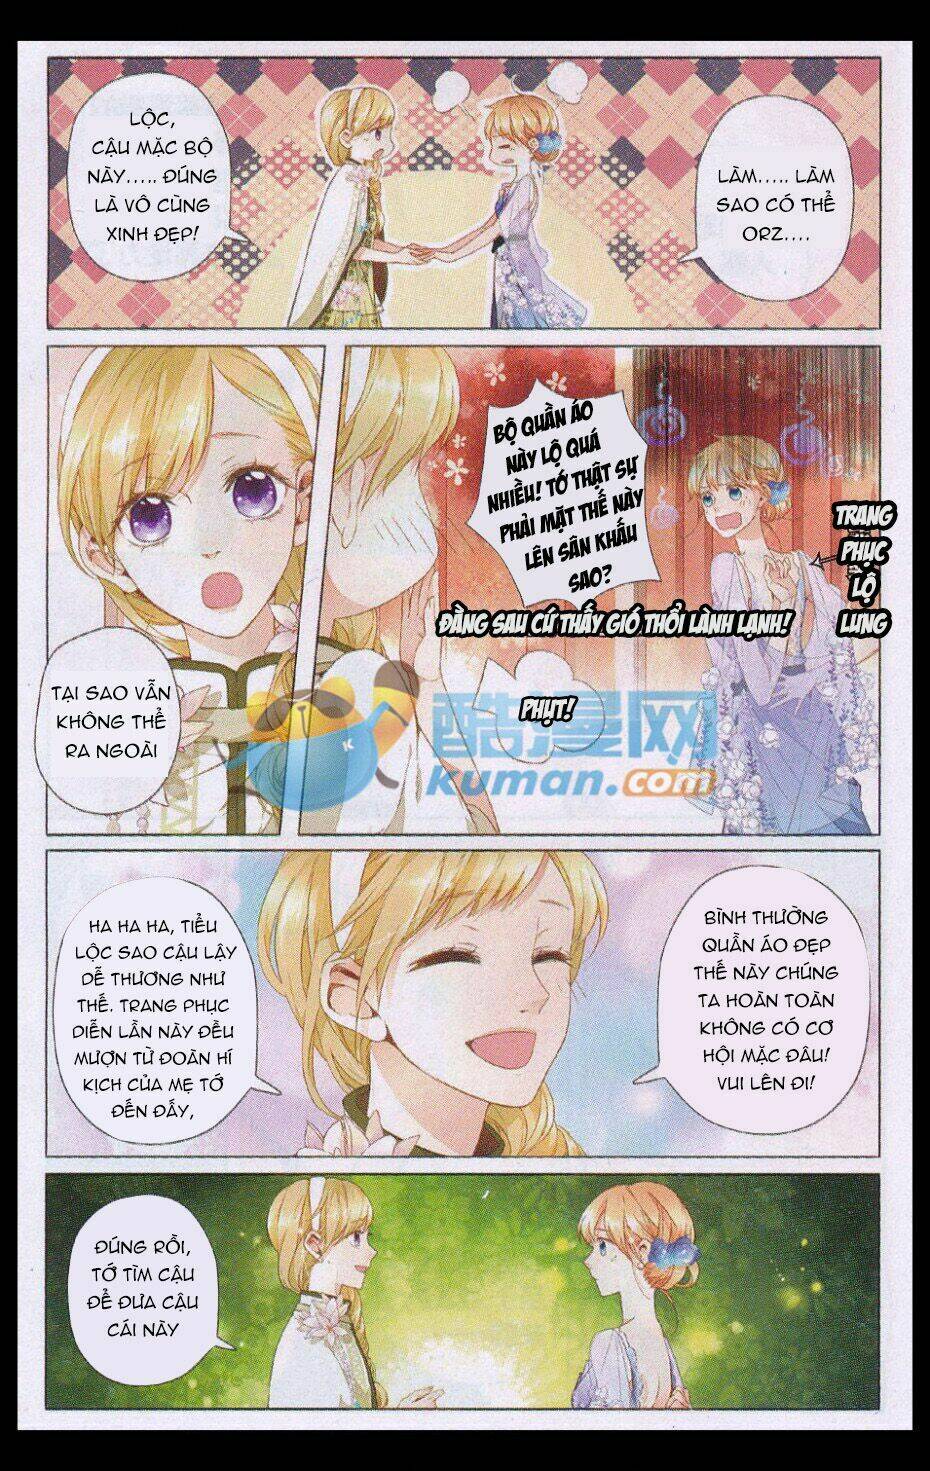 LỘC,
CẬU MẶC BỘ
NÀY..... ĐÚNG
LÀ VÔ CÙNG
XINH ĐẸP!
LÀM..... LÀM
SAO CÓ THỂ
ORZ....
TẠI SAO VẪN
KHÔNG THỂ
RA NGOÀI
BỘ QUẦN ÁO
NÀY LỘ QUÁ
NHIỀU! TỚ THẬT SỰ
PHẢI MẶT THẾ NÀY
LÊN SÂN KHẤU
SAO?
TRANG
PHỤC
LỘ
LUNG
ĐẰNG SAU CỨ THẤY GIÓ THỔI LÀNH LẠNH!
PHỤT!
酷漫网
kuman.com
K
HA HA HA, TIỂU
LỘC SAO CẬU LẬY
DỄ THƯƠNG NHƯ
THẾ. TRANG PHỤC
DIỄN LẦN NÀY ĐỀU
MƯỢN TỪ ĐOÀN HÍ
KỊCH CỦA MẸ TỚ
ĐẾN ĐẤY,
BÌNH THƯỜNG
QUẦN ÁO ĐẸP
THẾ NÀY CHÚNG
TA HOÀN TOÀN
KHÔNG CÓ CƠ
HỘI MẶC ĐÂU!
VUI LÊN ĐI!
ĐÚNG RỒI,
TỚ TÌM CẬU
ĐỂ ĐƯA CẬU
CÁI NÀY